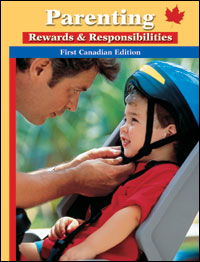 Parenting
Rewards & Responsibilities
First Canadian Edition